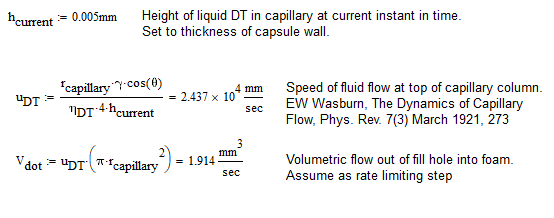 h_current := 0.005mm Height of liquid DT in capillary at current instant in time.
Set to thickness of capsule wall.
u_DT := (r_capillary·γ·cos(θ))/(η_DT·4·h_current) = 2.437 × 10^4 mm/sec Speed of fluid flow at top of capillary column.
EW Wasburn, The Dynamics of Capillary
Flow, Phys. Rev. 7(3) March 1921, 273
V_dot := u_DT·(π·r_capillary^2) = 1.914 mm^3/sec Volumetric flow out of fill hole into foam.
Assume as rate limiting step